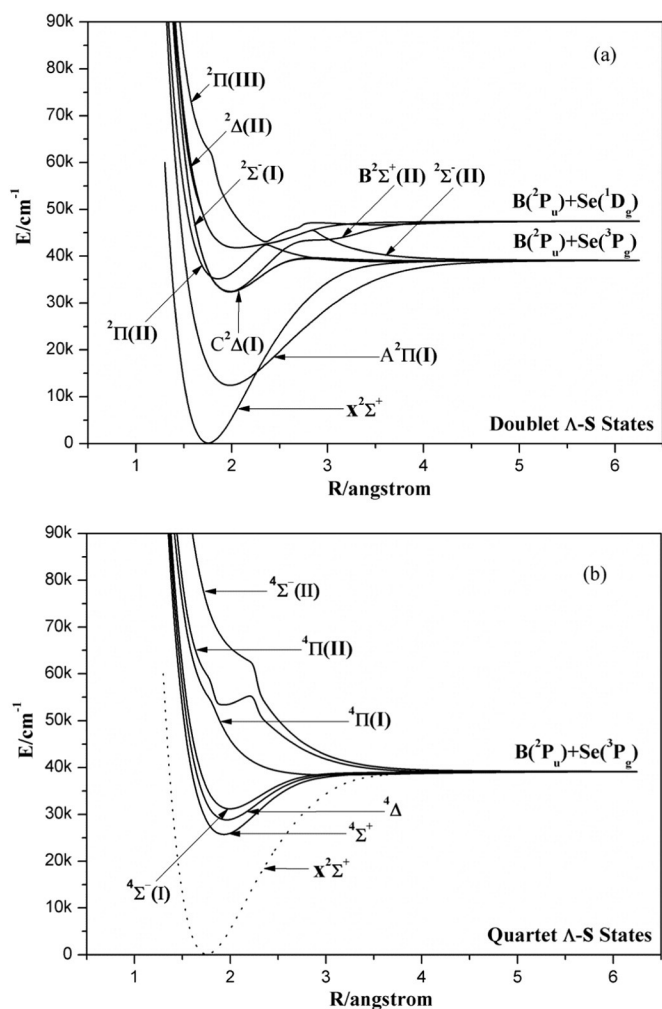 90k
(a)
80k
²Π(III)
70k
²Δ(II)
60k
²Σ⁻(I)
B²Σ⁺(II) ²Σ⁻(II)
50k
B(²Pᵤ)+Se(¹D_g)
E/cm⁻¹
40k
B(²Pᵤ)+Se(³P_g)
30k
²Π(II)
C²Δ(I)
20k
A²Π(I)
10k
x²Σ⁺
0
Doublet Λ-S States
1 2 3 4 5 6
R/angstrom
90k
(b)
80k
⁴Σ⁻(II)
70k
⁴Π(II)
60k
⁴Π(I)
50k
E/cm⁻¹
B(²Pᵤ)+Se(³P_g)
40k
30k
⁴Δ
⁴Σ⁺
20k
x²Σ⁺
⁴Σ⁻(I)
10k
Quartet Λ-S States
0
1 2 3 4 5 6
R/angstrom